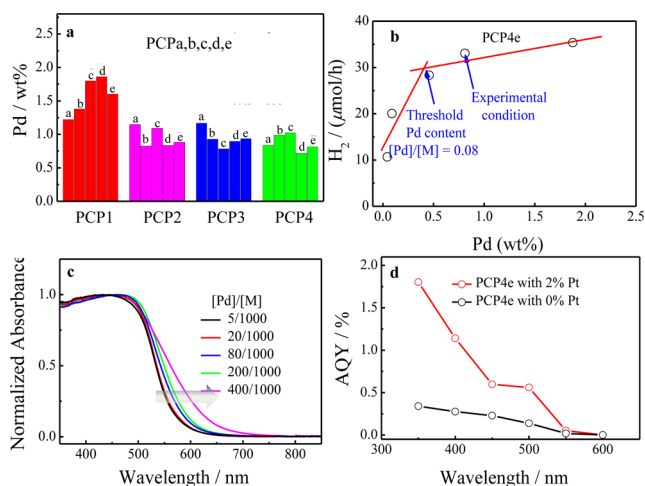 a
PCPa,b,c,d,e
Pd / wt%
2.5
2.0
1.5
1.0
0.5
0.0
a b c d e
a b c d e
a b c d e
a b c d e
PCP1 PCP2 PCP3 PCP4
b
PCP4e
H2 / (μmol/h)
40
30
20
10
0
Experimental
condition
Threshold
Pd content
[Pd]/[M] = 0.08
0.0 0.5 1.0 1.5 2.0 2.5
Pd (wt%)
c
Normalized Absorbance
1.0
0.5
0.0
[Pd]/[M]
5/1000
20/1000
80/1000
200/1000
400/1000
400 500 600 700 800
Wavelength / nm
d
PCP4e with 2% Pt
PCP4e with 0% Pt
AQY / %
2.0
1.5
1.0
0.5
0.0
300 400 500 600
Wavelength / nm